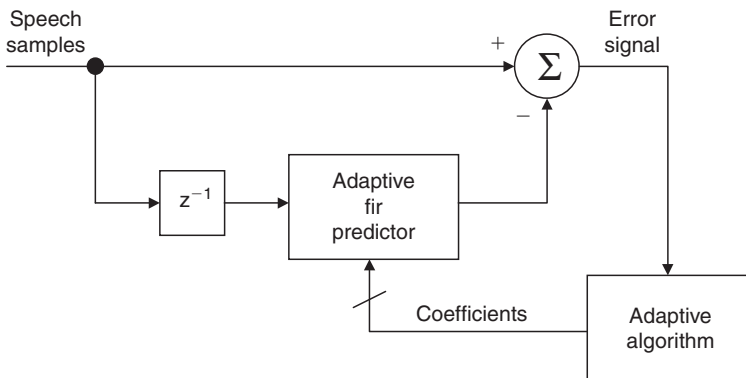 Speech
samples
+
Σ
Error
signal
−
z⁻¹
Adaptive
fir
predictor
Coefficients
Adaptive
algorithm